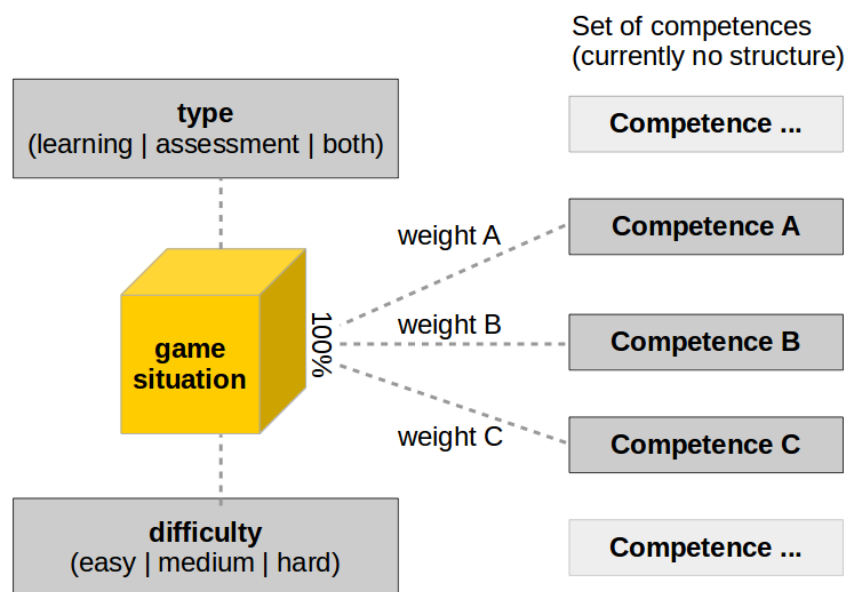 Set of competences
(currently no structure)
type
(learning | assessment | both)
Competence ...
Competence A
weight A
100%
weight B
game
situation
Competence B
weight C
Competence C
difficulty
(easy | medium | hard)
Competence ...